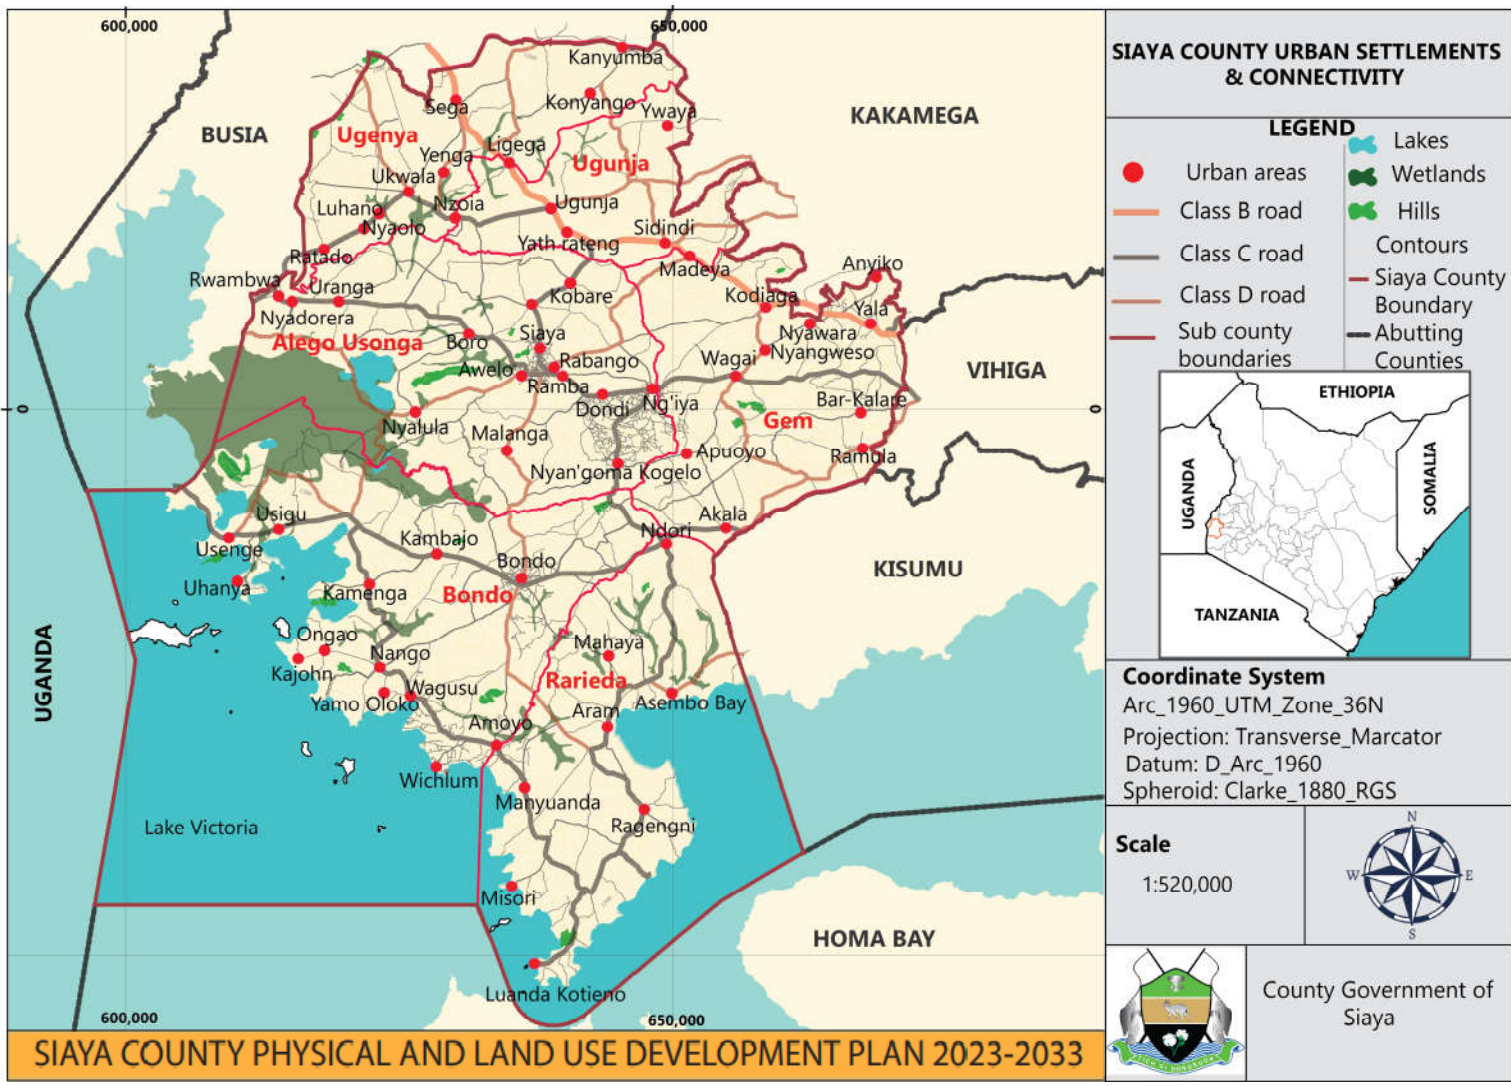 600,000
650,000
Kanyumba
Sega
Konyango
Ywaya
KAKAMEGA
BUSIA
Ugenya
Ligega
Yenga
Ugunja
Ukwala
Luhano
Nzoia
Ugunja
Nyaolo
Yath rateng
Sidindi
Ratado
Madeya
Anyiko
Rwambwa
Uranga
Kobare
Kodiaga
Yala
Nyadorera
Siaya
Nyawara
Alego Usonga
Boro
Rabango
Wagai
Nyangweso
Awelo
Ramba
VIHIGA
0
Dondi
Ng'iya
Bar-Kalare
0
Nyalula
Malanga
Gem
Apuoyo
Ramula
Nyan'goma Kogelo
Usigu
Akala
Usenge
Kambajo
Ndori
Bondo
KISUMU
Uhanya
Kamenga
Bondo
Ongao
Mahaya
Nango
Kajohn
Rarieda
UGANDA
Wagusu
Yamo Oloko
Asembo Bay
Aram
Amoyo
Wichlum
Manyuanda
Ragengni
Lake Victoria
Misori
HOMA BAY
Luanda Kotieno
600,000
650,000
SIAYA COUNTY PHYSICAL AND LAND USE DEVELOPMENT PLAN 2023-2033
SIAYA COUNTY URBAN SETTLEMENTS
& CONNECTIVITY
LEGEND
Urban areas
Class B road
Class C road
Class D road
Sub county
boundaries
Lakes
Wetlands
Hills
Contours
Siaya County
Boundary
Abutting
Counties
ETHIOPIA
UGANDA
SOMALIA
TANZANIA
Coordinate System
Arc_1960_UTM_Zone_36N
Projection: Transverse_Marcator
Datum: D_Arc_1960
Spheroid: Clarke_1880_RGS
Scale
1:520,000
N
W
E
S
County Government of
Siaya